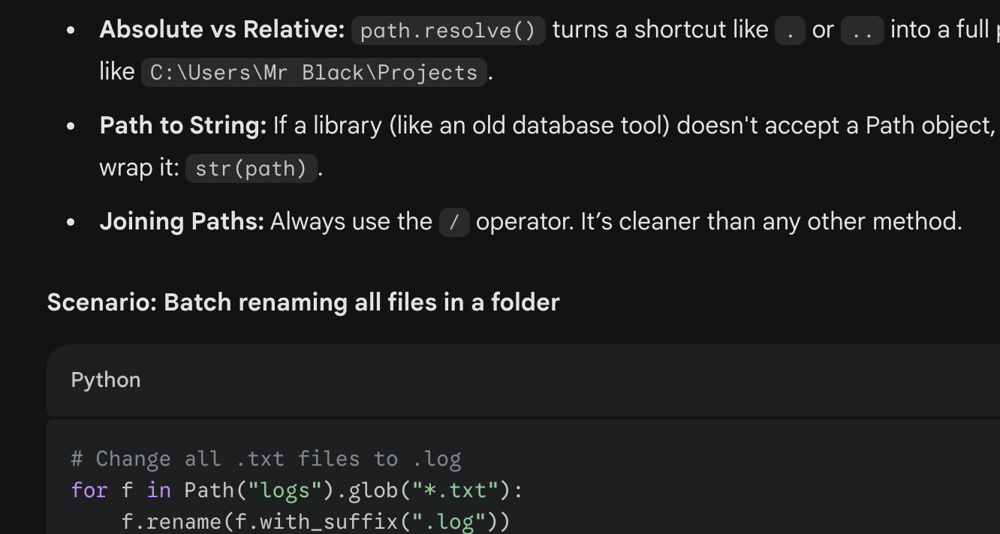 • Absolute vs Relative: path.resolve() turns a shortcut like . or .. into a full
like C:\Users\Mr Black\Projects.
• Path to String: If a library (like an old database tool) doesn't accept a Path object,
wrap it: str(path).
• Joining Paths: Always use the / operator. It’s cleaner than any other method.
Scenario: Batch renaming all files in a folder
Python
# Change all .txt files to .log
for f in Path("logs").glob("*.txt"):
    f.rename(f.with_suffix(".log"))